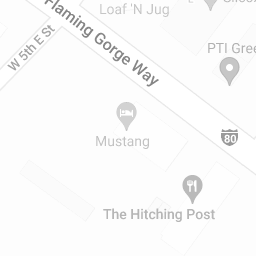 Loaf 'N Jug
Flaming Gorge Way
PTI Gree
W 5th E St
80
Mustang
The Hitching Post